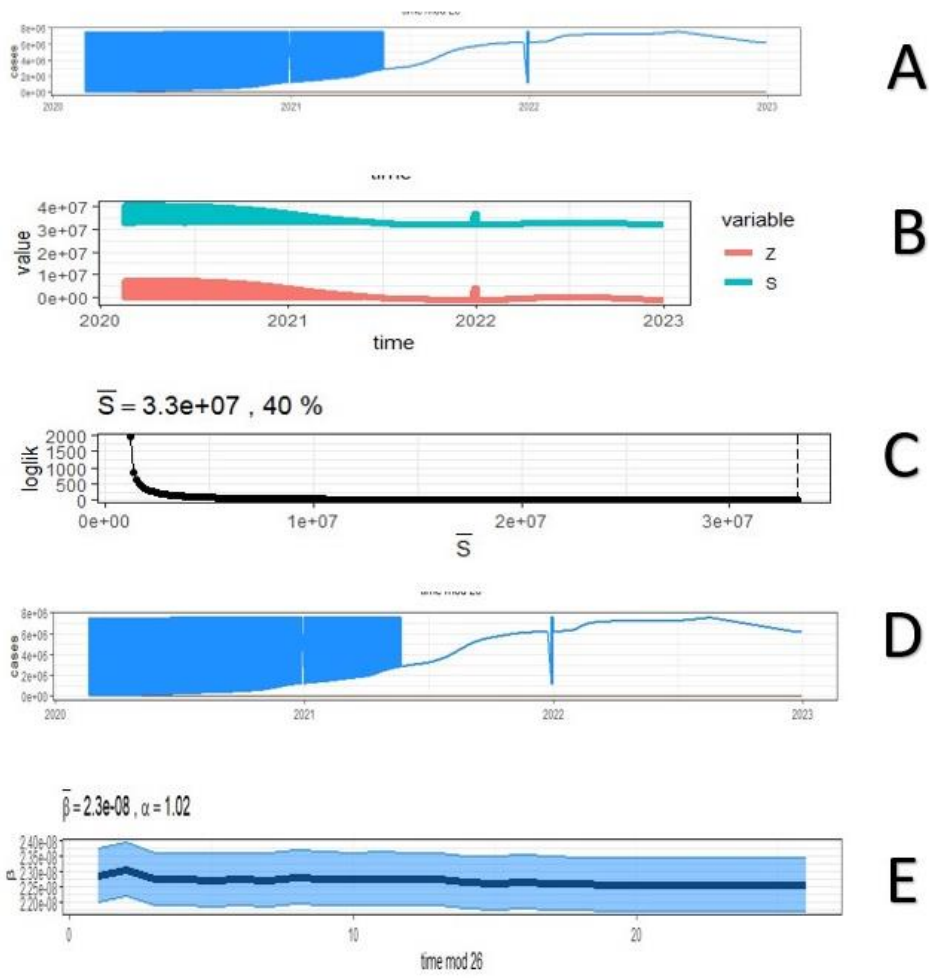 8e+06
6e+06
4e+06
2e+06
0e+00
cases
2020 2021 2022 2023
A
time
4e+07
3e+07
2e+07
1e+07
0e+00
value
2020 2021 2022 2023
time
variable
Z
S
B
S̅ = 3.3e+07 , 40 %
2000
1500
1000
500
0
loglik
0e+00 1e+07 2e+07 3e+07
S̅
C
8e+06
6e+06
4e+06
2e+06
0e+00
cases
2020 2021 2022 2023
D
β̅ = 2.3e-08 , α = 1.02
2.40e-08
2.35e-08
2.30e-08
2.25e-08
2.20e-08
β
0 10 20
time mod 26
E